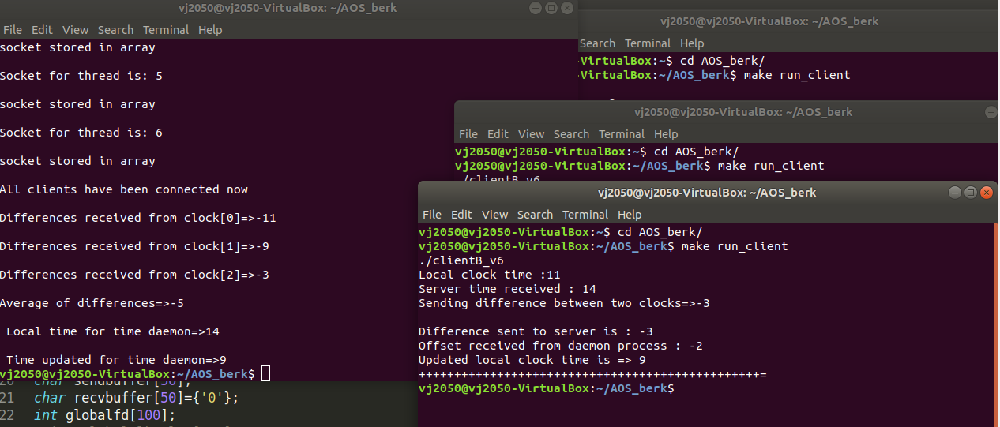 vj2050@vj2050-VirtualBox: ~/AOS_berk
File Edit View Search Terminal Help
socket stored in array
Socket for thread is: 5
socket stored in array
Socket for thread is: 6
socket stored in array
All clients have been connected now
Differences received from clock[0]=>-11
Differences received from clock[1]=>-9
Differences received from clock[2]=>-3
Average of differences=>-5
Local time for time daemon=>14
Time updated for time daemon=>9
vj2050@vj2050-VirtualBox:~/AOS_berk$
20 char sendbuffer[50];
21 char recvbuffer[50]={'0'};
22 int globalfd[100];
vj2050@vj2050-VirtualBox: ~/AOS_berk
Search Terminal Help
-VirtualBox:~$ cd AOS_berk/
-VirtualBox:~/AOS_berk$ make run_client
vj2050@vj2050-VirtualBox: ~/AOS_berk
File Edit View Search Terminal Help
vj2050@vj2050-VirtualBox:~$ cd AOS_berk/
vj2050@vj2050-VirtualBox:~/AOS_berk$ make run_client
./clientB_v6
vj2050@vj2050-VirtualBox: ~/AOS_berk
File Edit View Search Terminal Help
vj2050@vj2050-VirtualBox:~$ cd AOS_berk/
vj2050@vj2050-VirtualBox:~/AOS_berk$ make run_client
./clientB_v6
Local clock time :11
Server time received : 14
Sending difference between two clocks=>-3
Difference sent to server is : -3
Offset received from daemon process : -2
Updated local clock time is => 9
++++++++++++++++++++++++++++++++++++++++++++++++=
vj2050@vj2050-VirtualBox:~/AOS_berk$